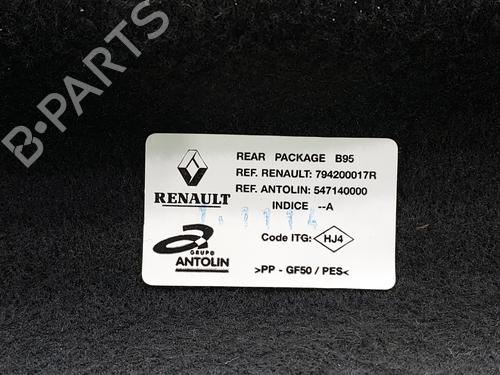 B·PARTS
REAR PACKAGE B95
REF. RENAULT: 794200017R
REF. ANTOLIN: 547140000
INDICE --A
RENAULT
Code ITG: HJ4
GRUPO
ANTOLIN
>PP - GF50 / PES<